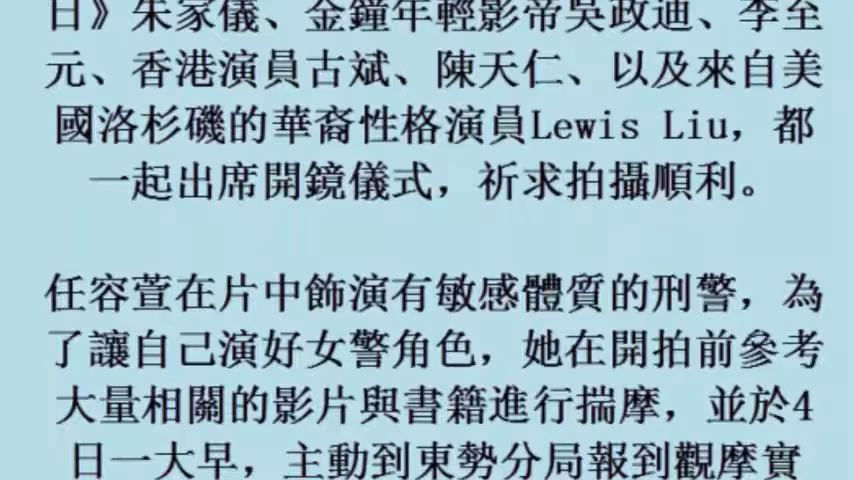 日》朱家儀、金鐘年輕影帝吳政迪、李至
元、香港演員古斌、陳天仁、以及來自美
國洛杉磯的華裔性格演員Lewis Liu，都
一起出席開鏡儀式，祈求拍攝順利。
任容萱在片中飾演有敏感體質的刑警，為
了讓自己演好女警角色，她在開拍前參考
大量相關的影片與書籍進行揣摩，並於4
日一大早，主動到東勢分局報到觀摩實